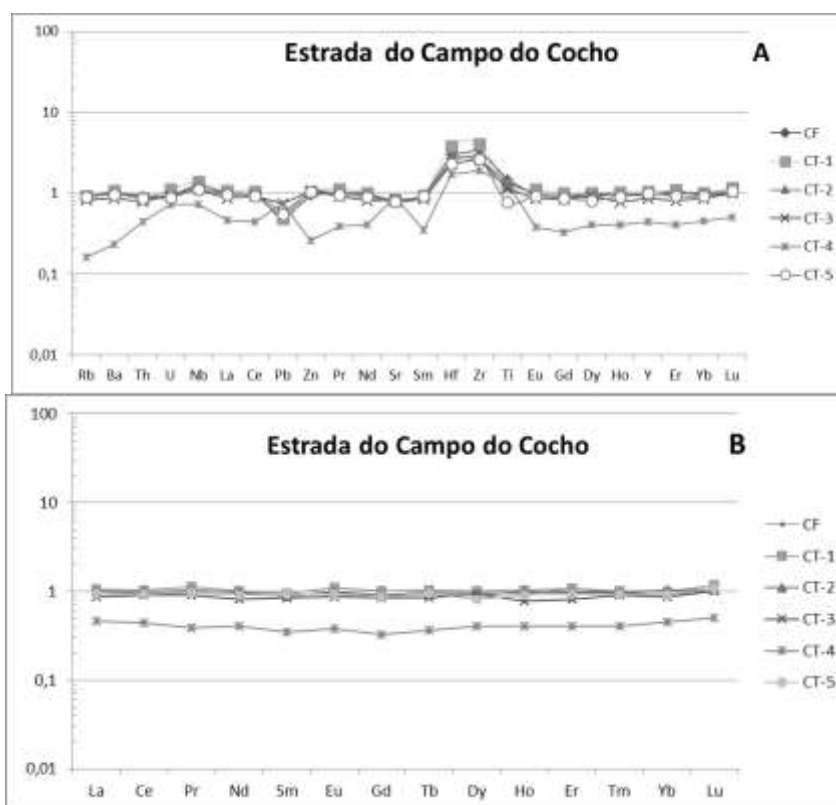 Estrada do Campo do Cocho A
100
10
1
0,1
0,01
Rb Ba Th U Nb La Ce Pb Zn Pr Nd Sr Sm Hf Zr Ti Eu Gd Dy Ho Y Er Yb Lu
CF
CT-1
CT-2
CT-3
CT-4
CT-5
Estrada do Campo do Cocho B
100
10
1
0,1
0,01
La Ce Pr Nd Sm Eu Gd Tb Dy Ho Er Tm Yb Lu
CF
CT-1
CT-2
CT-3
CT-4
CT-5